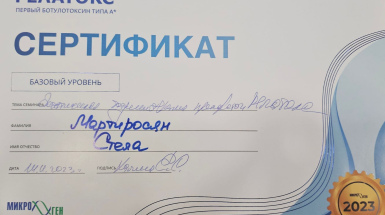 РЕЛАТОКС
ПЕРВЫЙ БОТУЛОТОКСИН ТИПА А*
СЕРТИФИКАТ
БАЗОВЫЙ УРОВЕНЬ
ТЕМА СЕМИНАРА
ФАМИЛИЯ
Мартиросян
ИМЯ ОТЧЕСТВО
Стела
ДАТА ПОДПИСЬ
МИКРОГЕН
2023